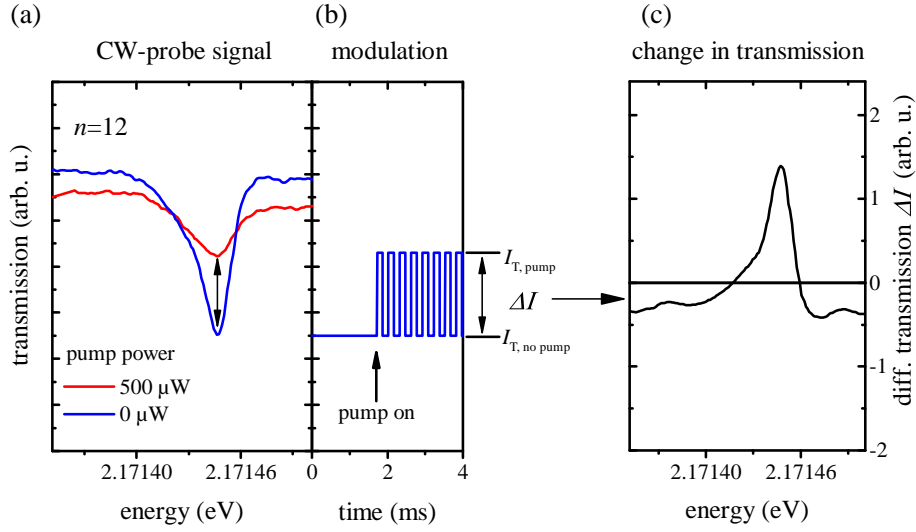 (a)
(b)
(c)
CW-probe signal
modulation
change in transmission
n=12
transmission (arb. u.)
pump power
500 µW
0 µW
2.17140
2.17146
energy (eV)
I_T, pump
ΔI
I_T, no pump
pump on
0
2
4
time (ms)
2
1
0
-1
-2
diff. transmission ΔI (arb. u.)
2.17140
2.17146
energy (eV)